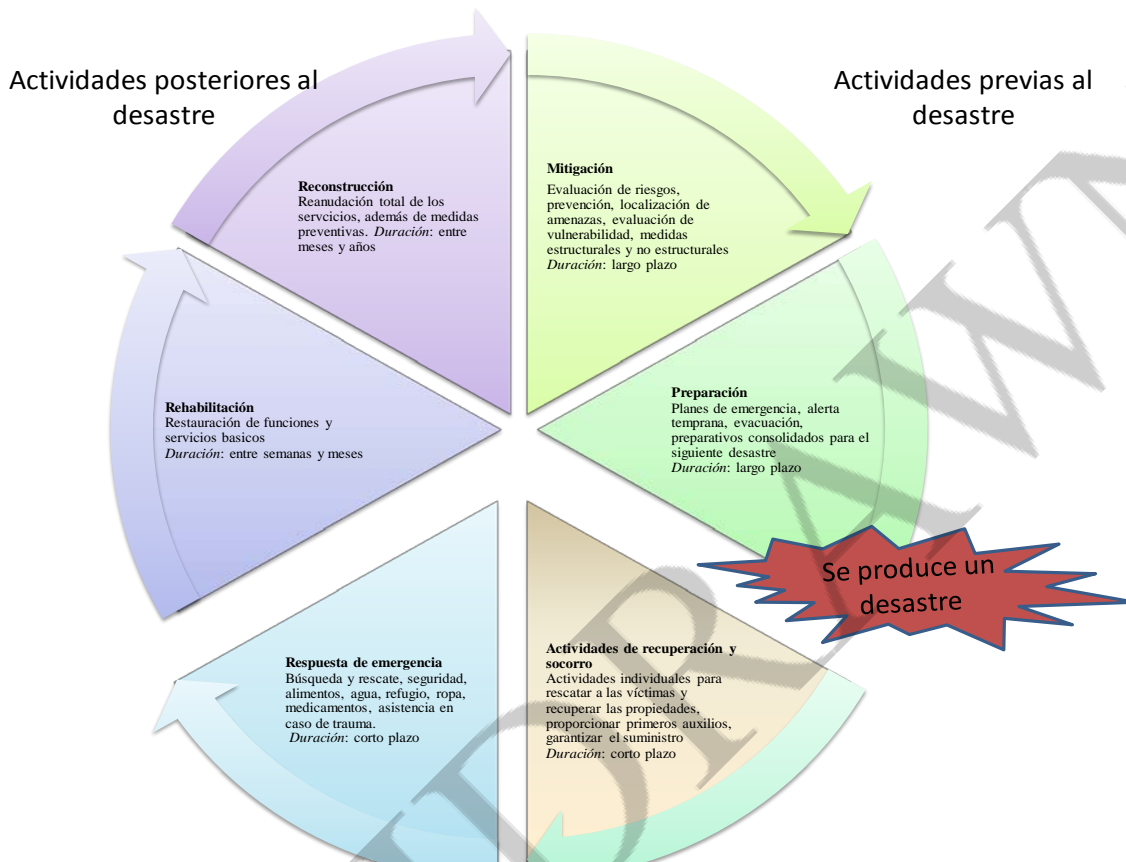 Actividades posteriores al
desastre
Actividades previas al
desastre
Mitigación
Evaluación de riesgos,
prevención, localización de
amenazas, evaluación de
vulnerabilidad, medidas
estructurales y no estructurales
Duración: largo plazo
Preparación
Planes de emergencia, alerta
temprana, evacuación,
preparativos consolidados para el
siguiente desastre
Duración: largo plazo
Se produce un
desastre
Actividades de recuperación y
socorro
Actividades individuales para
rescatar a las víctimas y
recuperar las propiedades,
proporcionar primeros auxilios,
garantizar el suministro
Duración: corto plazo
Respuesta de emergencia
Búsqueda y rescate, seguridad,
alimentos, agua, refugio, ropa,
medicamentos, asistencia en
caso de trauma.
Duración: corto plazo
Rehabilitación
Restauración de funciones y
servicios basicos
Duración: entre semanas y meses
Reconstrucción
Reanudación total de los
servcicios, además de medidas
preventivas. Duración: entre
meses y años
DRAWN